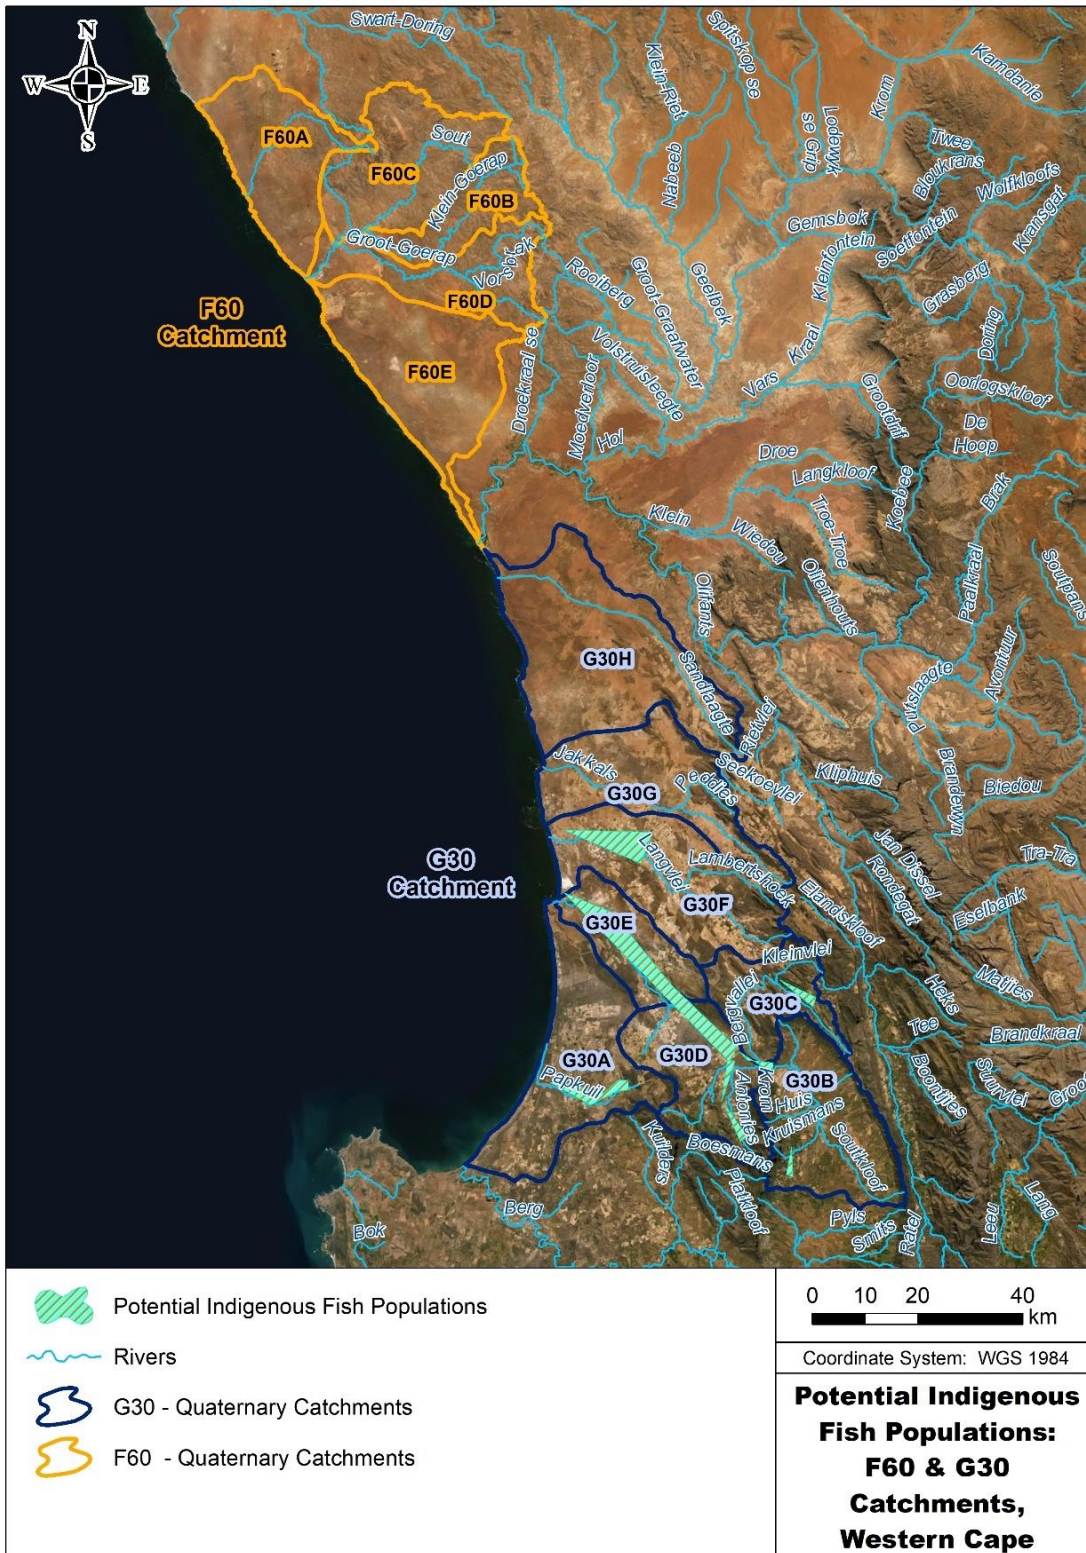 N
W
E
S
Swart-Doring
Klein-Riet
Spitskop se
Kamdanie
Krom
Lodewyk
se Grip
Nabeeb
Twee
Bloukrans
Wolfkloofs
Kransgat
Gemsbok
Soetfontein
Kleinfontein
Grasberg
F60A
Sout
F60C
Klein-Goerap
F60B
Groot-Goerap
Vars
brak
Rooiberg
Groot-Graafwater
Geelbek
Doring
F60
Catchment
F60D
F60E
Droekraal se
Volstruisleegte
Moedverloor
Kraai
Vars
Hol
Grootdrif
Oorlogskloof
De
Hoop
Droe
Langkloof
Koebee
Brak
Klein
Wiedou
Troe-Troe
Olienhouts
Paalkraal
Soutpans
Olifants
G30H
Sandlaagte
Rietvlei
Avontuur
Putslaagte
Jakkals
Seekoevlei
Peddies
Kliphuis
Brandewyn
Biedou
G30G
G30
Catchment
Langvlei
Lambertshoek
Jan Dissel
Rondegat
Tra-Tra
Eselbank
G30F
Elandskloof
G30E
Kleinvlei
Heks
Matjies
Bergvallei
G30C
Tee
Brandkraal
G30A
G30D
Papkuil
Antonies
Krom
G30B
Huis
Kruismans
Boontjies
Sturvlei
Groot
Kuilders
Boesmans
Soutkloof
Platkloof
Berg
Bok
Pyls
Smits
Ratel
Leeu
Lang
Potential Indigenous Fish Populations
Rivers
G30 - Quaternary Catchments
F60 - Quaternary Catchments
0 10 20 40
km
Coordinate System: WGS 1984
Potential Indigenous
Fish Populations:
F60 & G30
Catchments,
Western Cape